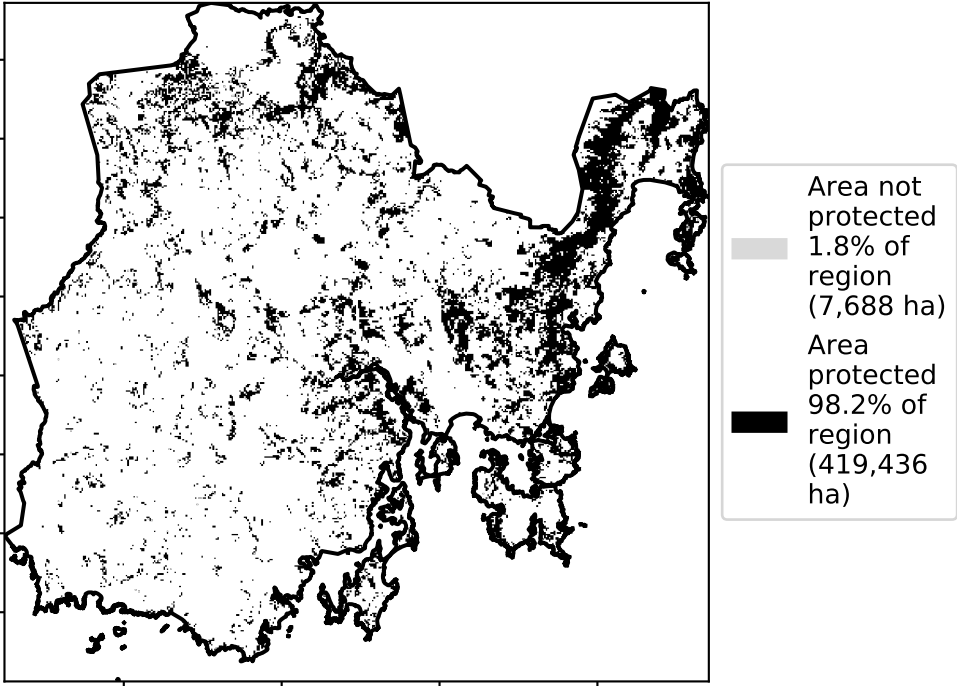 Area not
protected
1.8% of
region
(7,688 ha)
Area
protected
98.2% of
region
(419,436
ha)